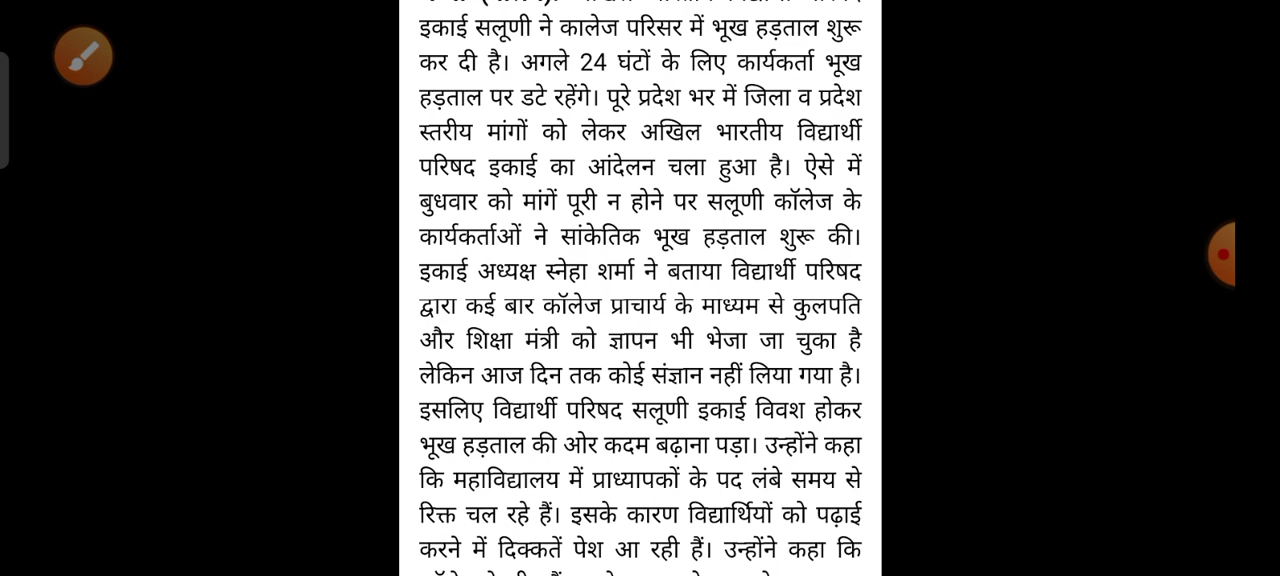 इकाई सलूणी ने कालेज परिसर में भूख हड़ताल शुरू
कर दी है। अगले 24 घंटों के लिए कार्यकर्ता भूख
हड़ताल पर डटे रहेंगे। पूरे प्रदेश भर में जिला व प्रदेश
स्तरीय मांगों को लेकर अखिल भारतीय विद्यार्थी
परिषद इकाई का आंदेलन चला हुआ है। ऐसे में
बुधवार को मांगें पूरी न होने पर सलूणी कॉलेज के
कार्यकर्ताओं ने सांकेतिक भूख हड़ताल शुरू की।
इकाई अध्यक्ष स्नेहा शर्मा ने बताया विद्यार्थी परिषद
द्वारा कई बार कॉलेज प्राचार्य के माध्यम से कुलपति
और शिक्षा मंत्री को ज्ञापन भी भेजा जा चुका है
लेकिन आज दिन तक कोई संज्ञान नहीं लिया गया है।
इसलिए विद्यार्थी परिषद सलूणी इकाई विवश होकर
भूख हड़ताल की ओर कदम बढ़ाना पड़ा। उन्होंने कहा
कि महाविद्यालय में प्राध्यापकों के पद लंबे समय से
रिक्त चल रहे हैं। इसके कारण विद्यार्थियों को पढ़ाई
करने में दिक्कतें पेश आ रही हैं। उन्होंने कहा कि